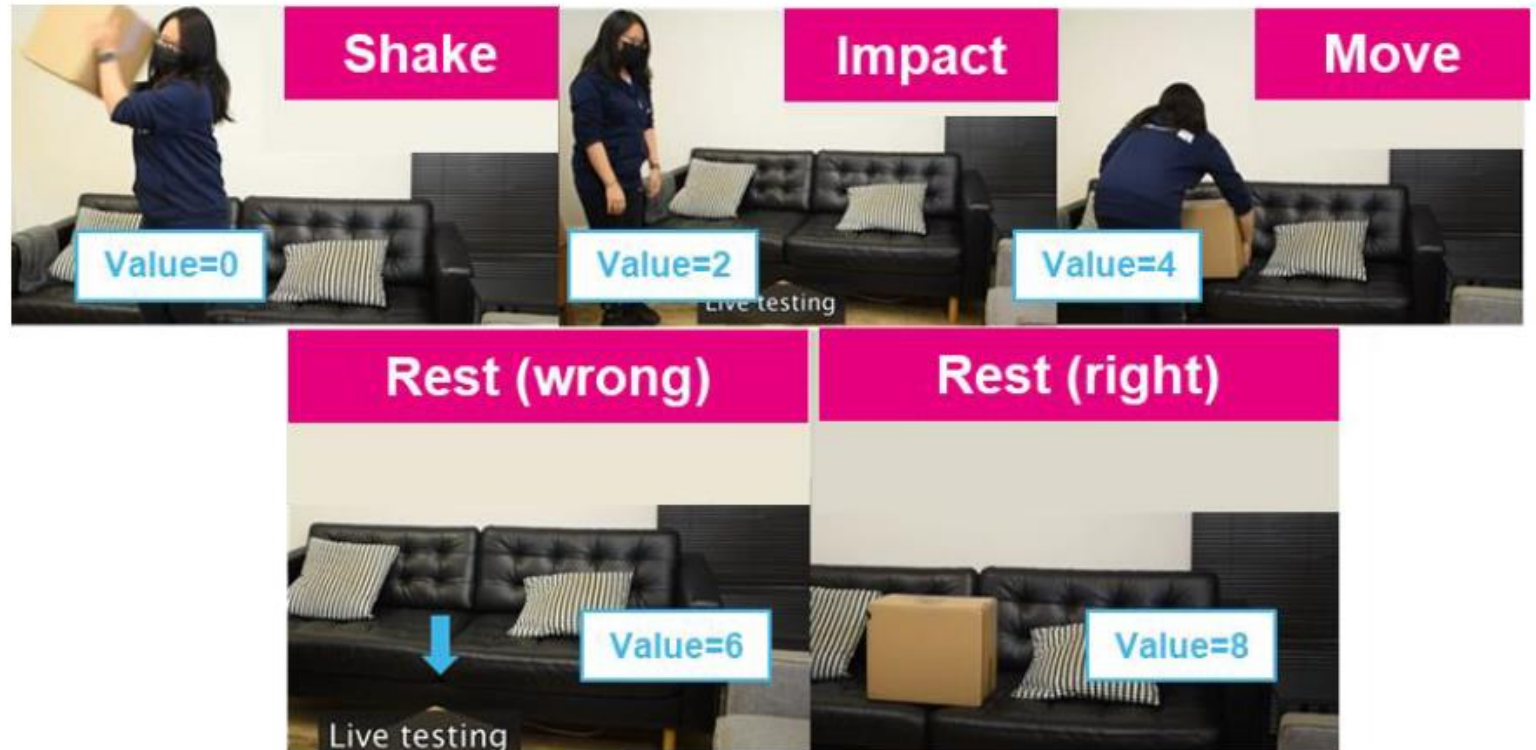 Shake
Impact
Move
Value=0
Value=2
Value=4
Live testing
Rest (wrong)
Rest (right)
Value=6
Value=8
Live testing